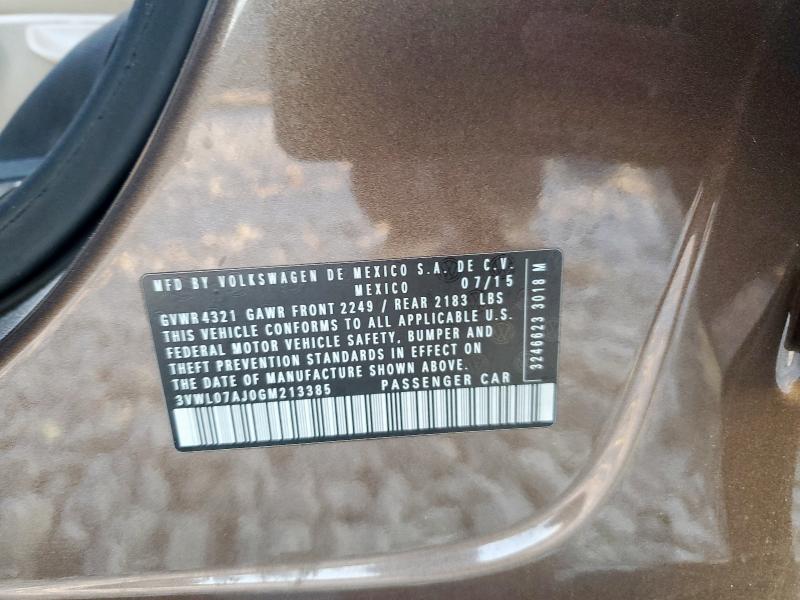 MFD BY VOLKSWAGEN DE MEXICO S.A. DE C.V.
MEXICO 07/15
GVWR 4321 GAWR FRONT 2249 / REAR 2183 LBS
THIS VEHICLE CONFORMS TO ALL APPLICABLE U.S.
FEDERAL MOTOR VEHICLE SAFETY, BUMPER AND
THEFT PREVENTION STANDARDS IN EFFECT ON
THE DATE OF MANUFACTURE SHOWN ABOVE.
3VWL07AJ0GM213385 PASSENGER CAR
3246623 3018 M